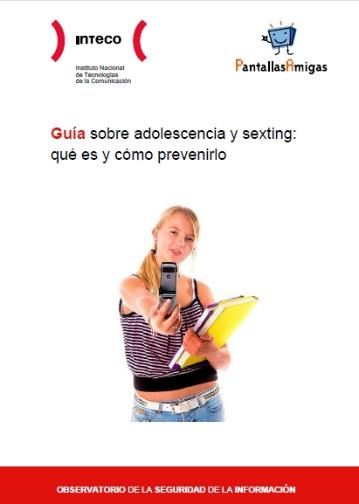 INTECO
Instituto Nacional
de Tecnologías
de la Comunicación
PantallasAmigas
Guía sobre adolescencia y sexting:
qué es y cómo prevenirlo
OBSERVATORIO DE LA SEGURIDAD DE LA INFORMACIÓN